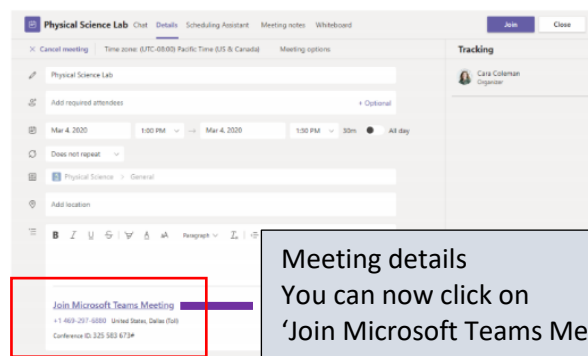 Physical Science Lab Chat Details Scheduling Assistant Meeting notes Whiteboard Join Close
× Cancel meeting Time zone: (UTC-08:00) Pacific Time (US & Canada) Meeting options Tracking
Physical Science Lab
Cara Coleman
Organizer
Add required attendees + Optional
Mar 4, 2020 1:00 PM → Mar 4, 2020 1:30 PM 30m All day
Does not repeat
Physical Science > General
Add location
B I U S A AA Paragraph
Meeting details
You can now click on
'Join Microsoft Teams Me
Join Microsoft Teams Meeting
+1 469-297-6880 United States, Dallas (Toll)
Conference ID: 325 583 673#